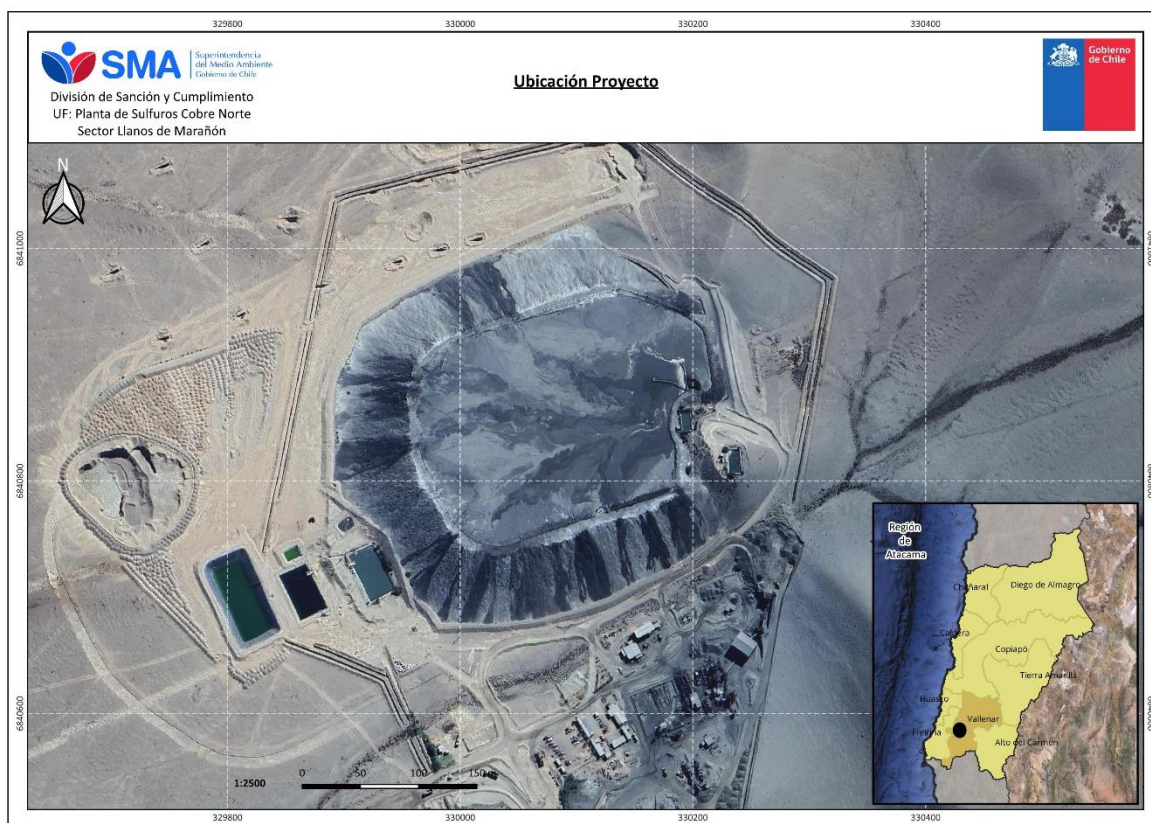 329800 330000 330200 330400
SMA
Superintendencia
del Medio Ambiente
Gobierno de Chile
División de Sanción y Cumplimiento
UF: Planta de Sulfuros Cobre Norte
Sector Llanos de Marañón
Ubicación Proyecto
Gobierno
de Chile
N
6841000
6841000
6840800
6840800
6840600
6840600
Región
de
Atacama
Chañaral
Diego de Almagro
Caldera
Copiapó
Tierra Amarilla
Huasco
Vallenar
Freirina
Alto del Carmen
1:2500
0 50 100 150 m
329800 330000 330200 330400